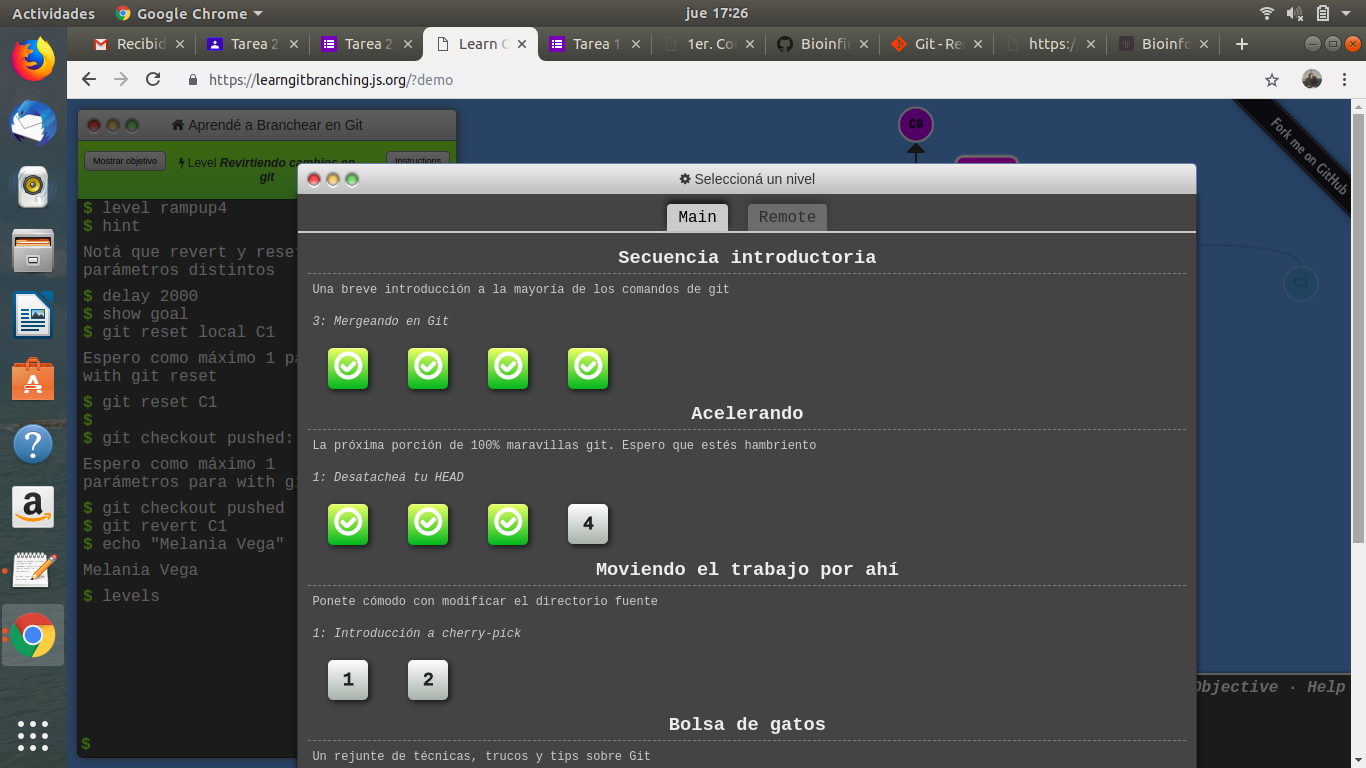 Actividades
Google Chrome
jue 17:26
Recibid
Tarea 2
Tarea 2
Learn C
Tarea 1
1er. Co
Bioinfi
Git - Re
https:/
Bioinfo
https://learngitbranching.js.org/?demo
Aprendé a Branchear en Git
Mostrar objetivo
Level Revirtiendo cambios en
git
Instructions
$ level rampup4
$ hint
Notá que revert y rese
parámetros distintos
$ delay 2000
$ show goal
$ git reset local C1
Espero como máximo 1 pa
with git reset
$ git reset C1
$
$ git checkout pushed:
Espero como máximo 1
parámetros para with gi
$ git checkout pushed
$ git revert C1
$ echo "Melania Vega"
Melania Vega
$ levels
$
C0
Fork me on GitHub
C3
Seleccioná un nivel
Main
Remote
Secuencia introductoria
Una breve introducción a la mayoría de los comandos de git
3: Mergeando en Git
Acelerando
La próxima porción de 100% maravillas git. Espero que estés hambriento
1: Desatacheá tu HEAD
4
Moviendo el trabajo por ahí
Ponete cómodo con modificar el directorio fuente
1: Introducción a cherry-pick
1
2
Bolsa de gatos
Un rejunte de técnicas, trucos y tips sobre Git
Objective · Help